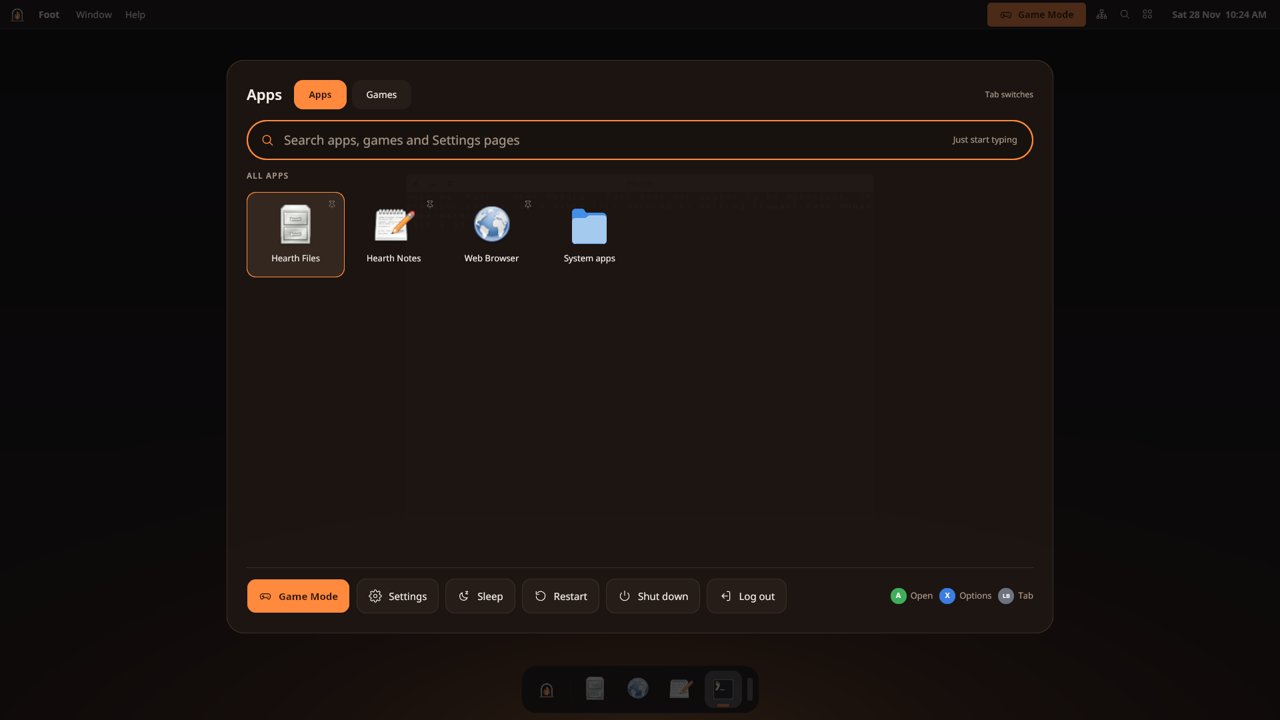 Foot Window Help Game Mode Sat 28 Nov 10:24 AM
Apps Apps Games Tab switches
Search apps, games and Settings pages Just start typing
ALL APPS
Hearth Files Hearth Notes Web Browser System apps
Game Mode Settings Sleep Restart Shut down Log out A Open X Options LB Tab